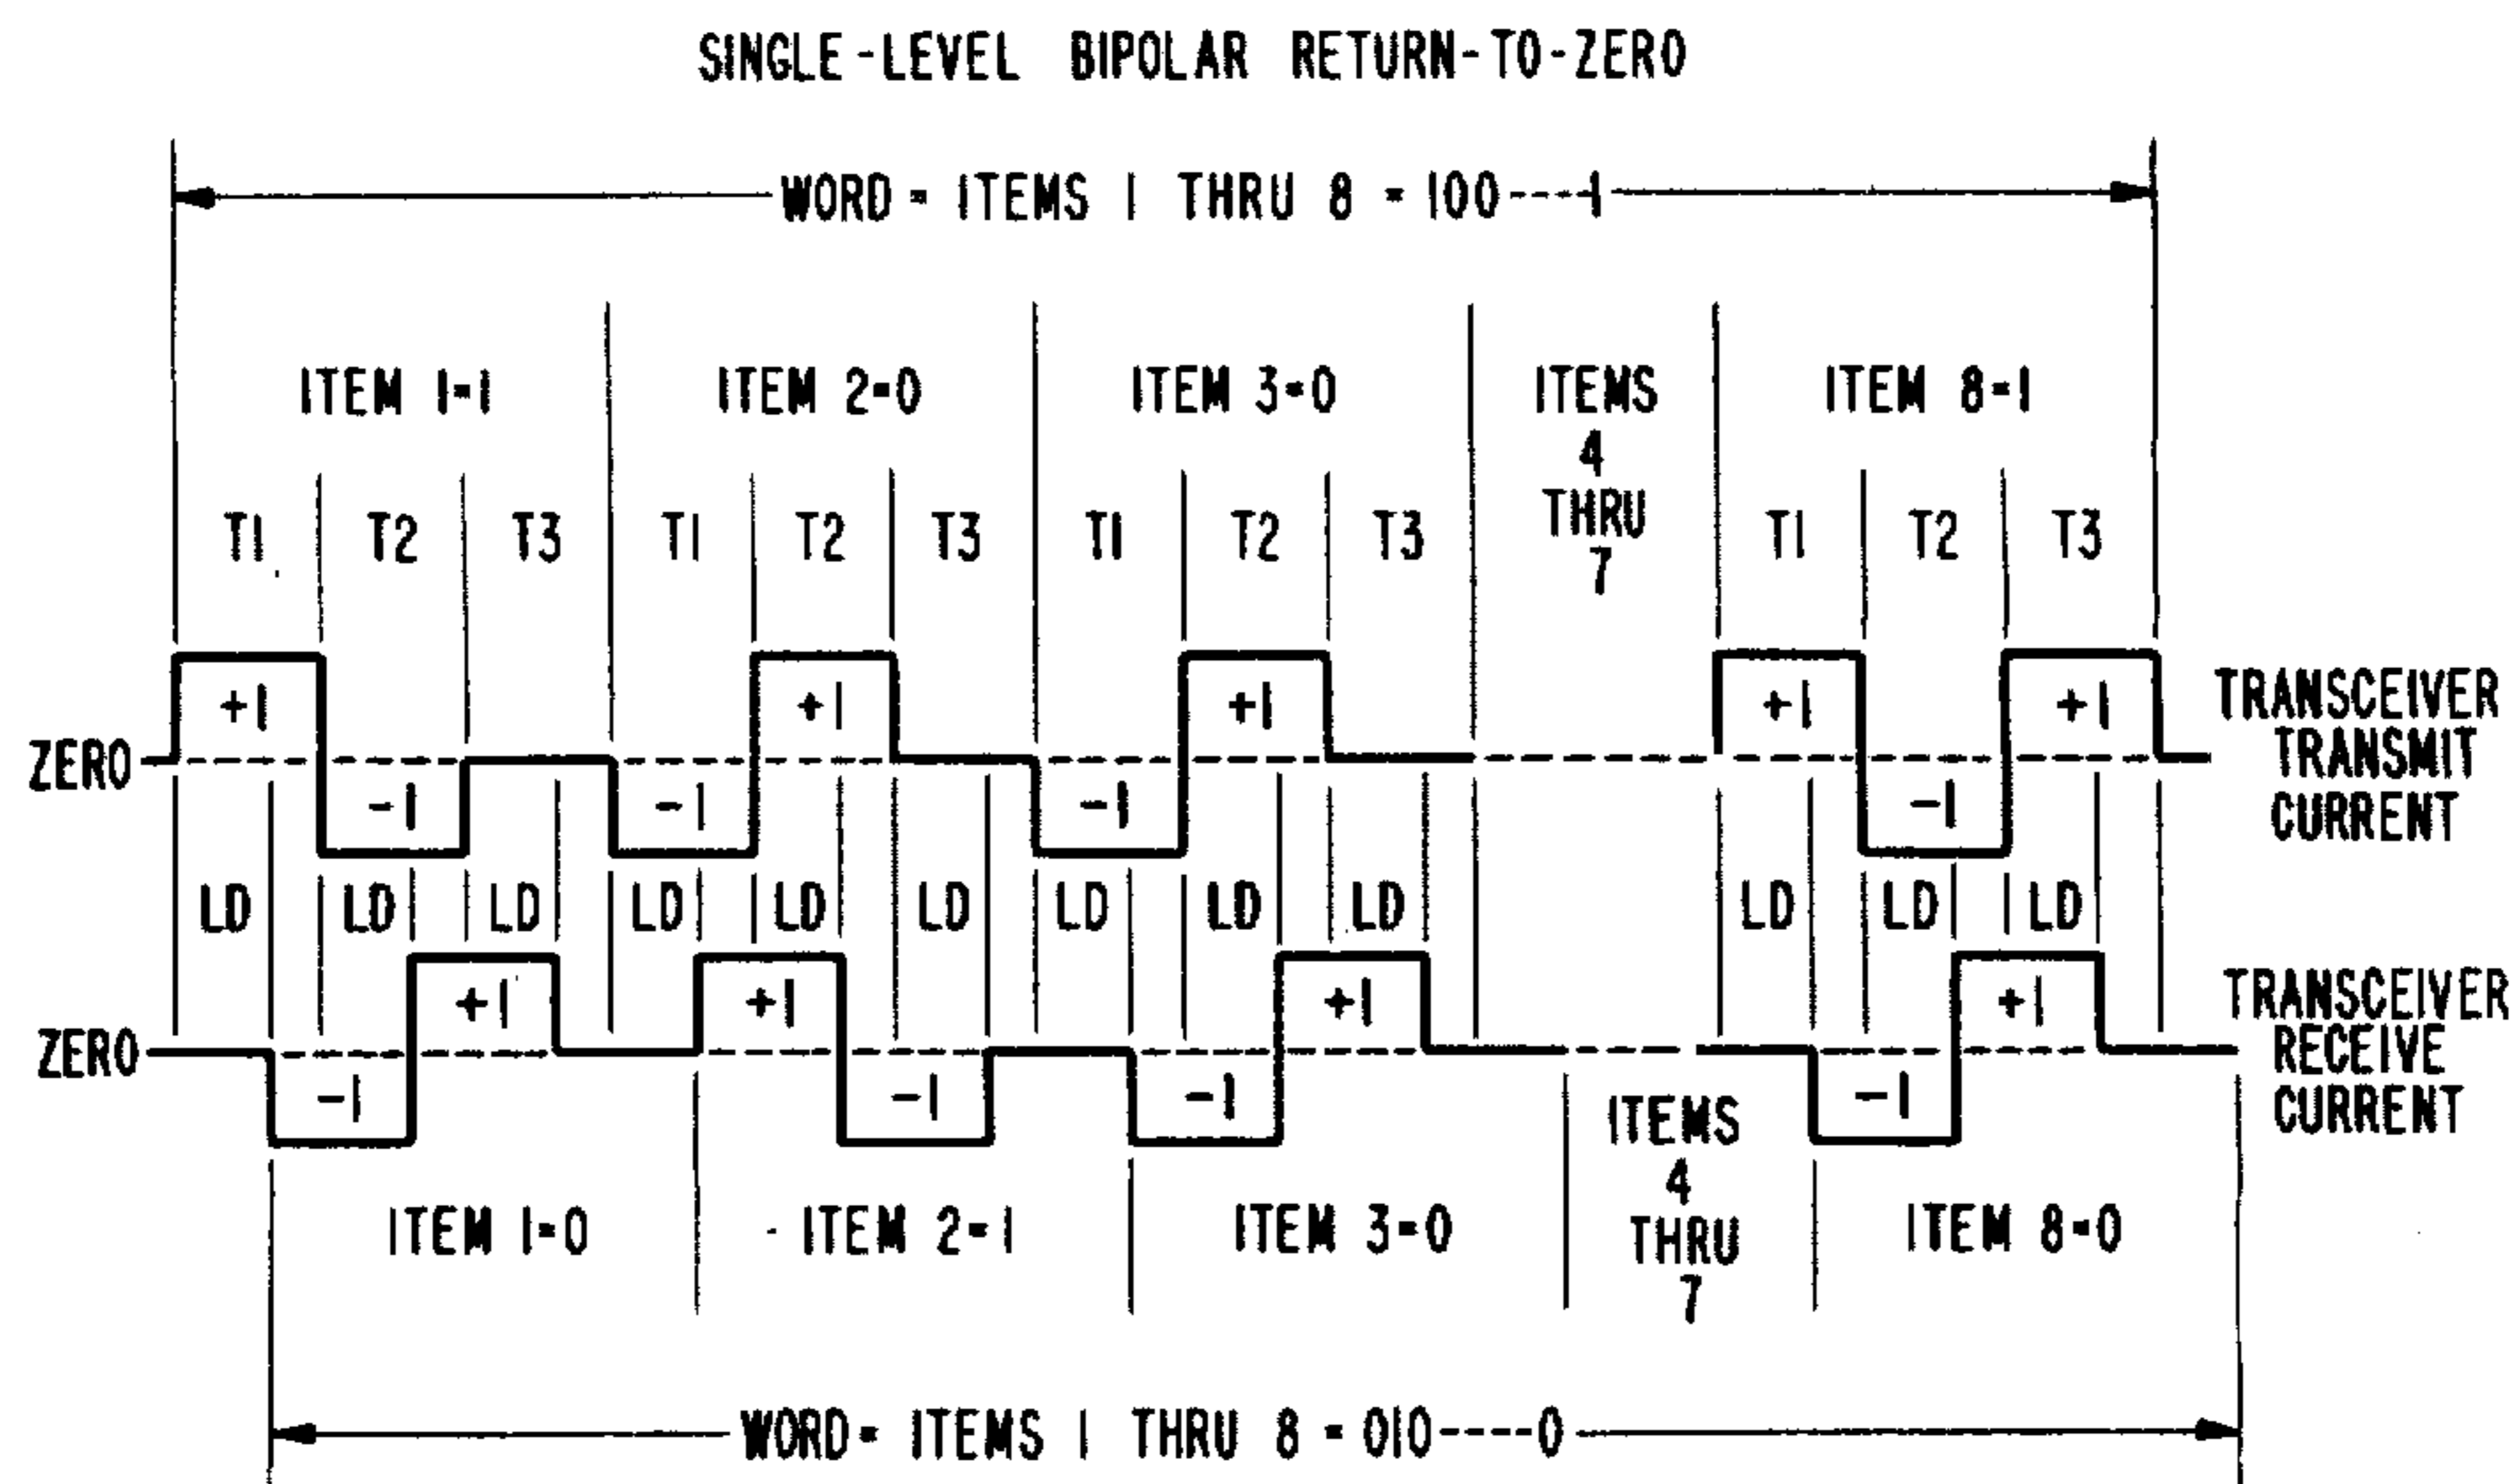 SINGLE-LEVEL BIPOLAR RETURN-TO-ZERO
WORD = ITEMS 1 THRU 8 = 100----1
ITEM 1=1 ITEM 2=0 ITEM 3=0 ITEMS 4 THRU 7 ITEM 8=1
T1 T2 T3 T1 T2 T3 T1 T2 T3 T1 T2 T3
+1 +1 +1 +1 +1
ZERO
-1 -1 -1 -1
TRANSCEIVER
TRANSMIT
CURRENT
LD LD LD LD LD LD LD LD LD LD LD LD
+1 +1 +1 +1
ZERO
-1 -1 -1 -1
TRANSCEIVER
RECEIVE
CURRENT
ITEM 1=0 ITEM 2=1 ITEM 3=0 ITEMS 4 THRU 7 ITEM 8=0
WORD = ITEMS 1 THRU 8 = 010----0